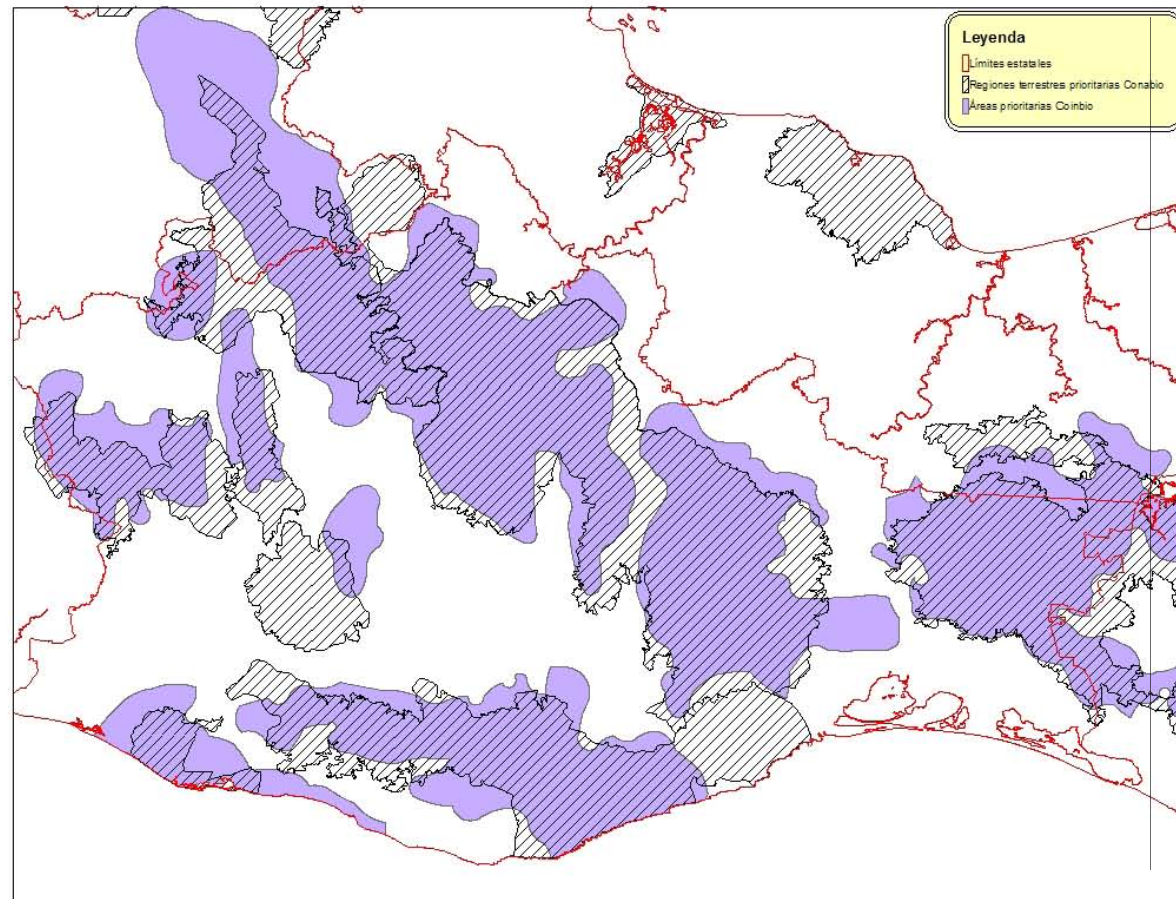 Leyenda
Límites estatales
Regiones terrestres prioritarias Conabio
Áreas prioritarias Coinbio